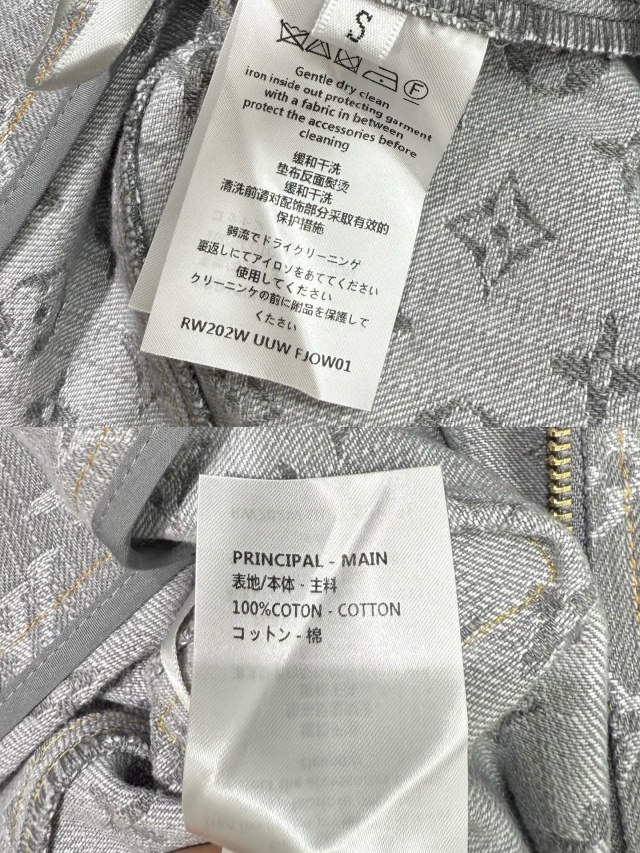 S
F
Gentle dry clean
iron inside out protecting garment
with a fabric in between
protect the accessories before
cleaning
缓和干洗
垫布反面熨烫
缓和干洗
清洗前请对配饰部分采取有效的
保护措施
弱流でドライクリーニンゲ
裏返しにてアイロソをあててください
使用してください
クリーニンケの前に附品を保護して
ください
RW202W UUW FJOW01
PRINCIPAL - MAIN
表地/本体 - 主料
100%COTON - COTTON
コットン - 棉